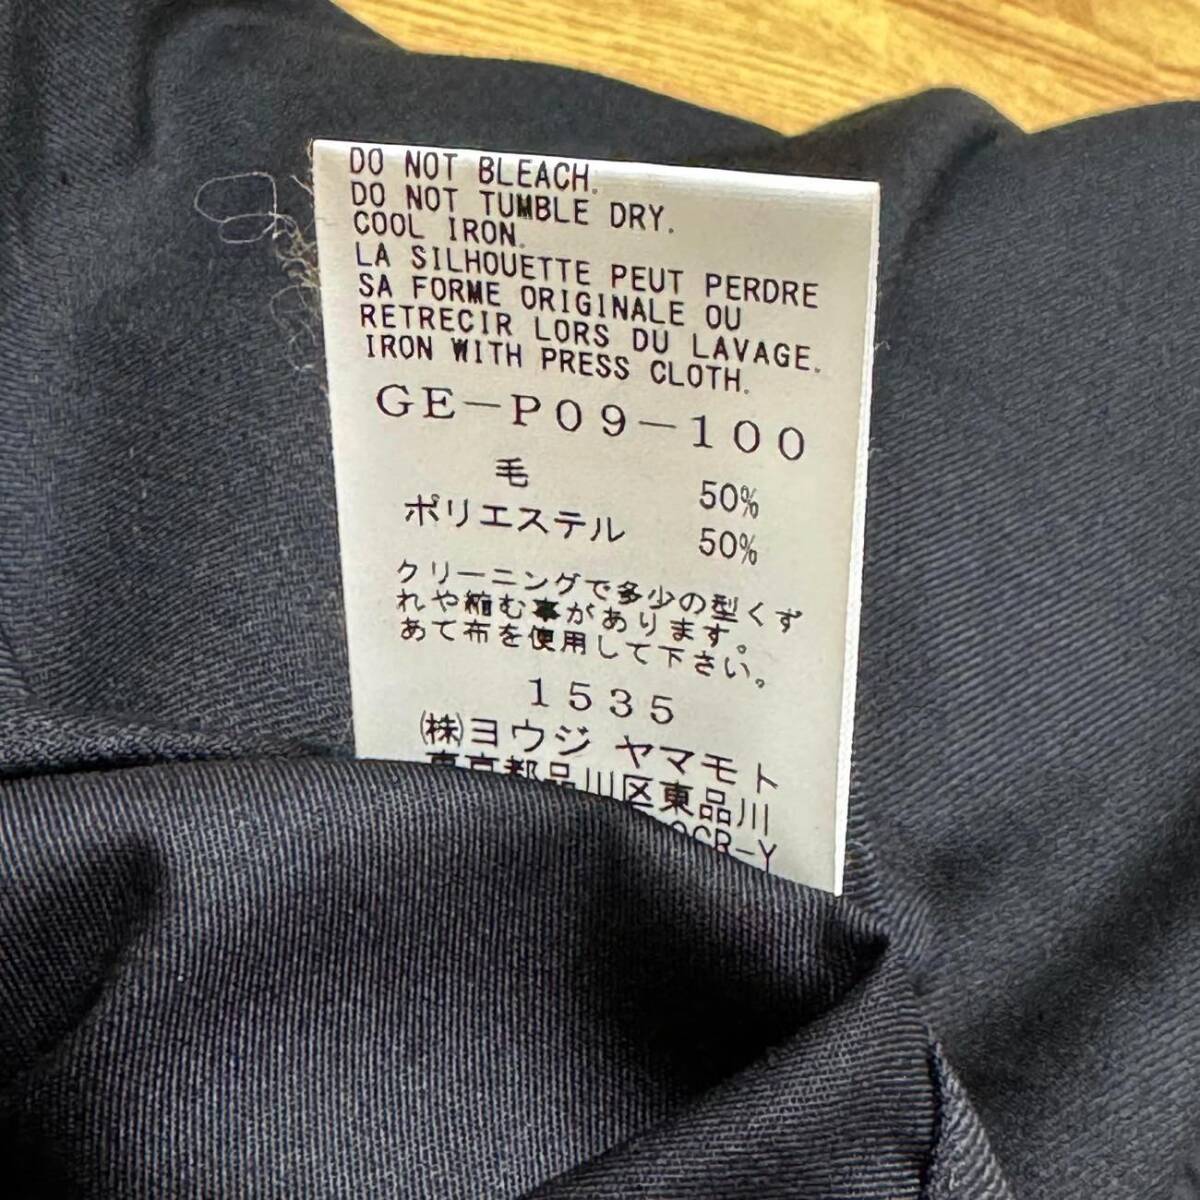 DO NOT BLEACH.
DO NOT TUMBLE DRY.
COOL IRON.
LA SILHOUETTE PEUT PERDRE
SA FORME ORIGINALE OU
RETRECIR LORS DU LAVAGE.
IRON WITH PRESS CLOTH.
GE-P09-100
毛 50%
ポリエステル 50%
クリーニングで多少の型くず
れや縮む事があります。
あて布を使用して下さい。
1535
㈱ヨウジ ヤマモト
東京都品川区東品川
CR-Y